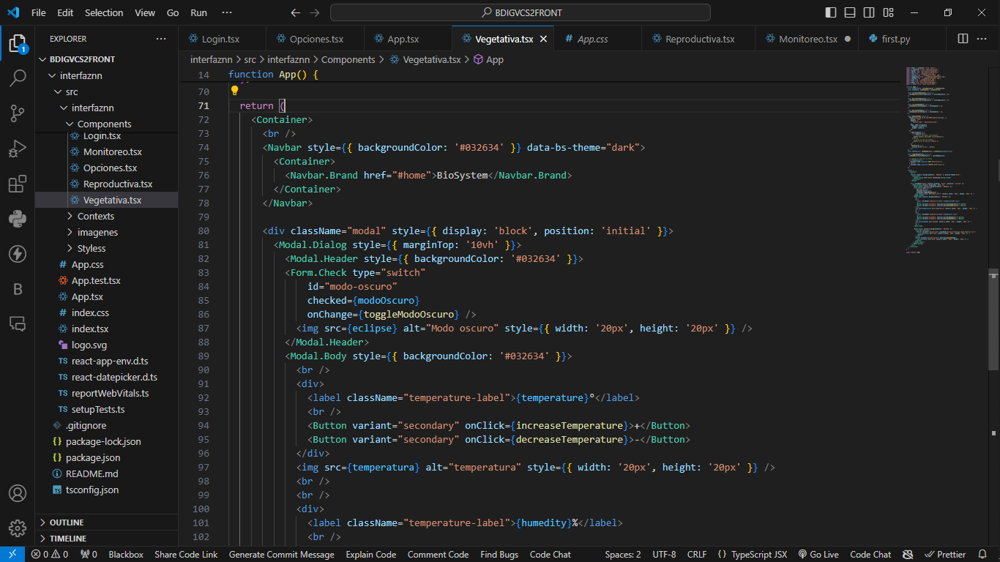 File Edit Selection View Go Run ··· BDIGVCS2FRONT
EXPLORER ···
BDIGVCS2FRONT
interfaznn
src
interfaznn
Components
Login.tsx
Monitoreo.tsx
Opciones.tsx
Reproductiva.tsx
Vegetativa.tsx
Contexts
imagenes
Styless
# App.css
App.test.tsx
App.tsx
# index.css
index.tsx
logo.svg
TS react-app-env.d.ts
TS react-datepicker.d.ts
TS reportWebVitals.ts
TS setupTests.ts
.gitignore
{} package-lock.json
{} package.json
README.md
TS tsconfig.json
OUTLINE
TIMELINE
1
B
Login.tsx Opciones.tsx App.tsx Vegetativa.tsx # App.css Reproductiva.tsx Monitoreo.tsx first.py ···
interfaznn > src > interfaznn > Components > Vegetativa.tsx > App
14 function App() {
70
71 return (
72 <Container>
73 <br />
74 <Navbar style={{ backgroundColor: '#032634' }} data-bs-theme="dark">
75 <Container>
76 <Navbar.Brand href="#home">BioSystem</Navbar.Brand>
77 </Container>
78 </Navbar>
79
80 <div className="modal" style={{ display: 'block', position: 'initial' }}>
81 <Modal.Dialog style={{ marginTop: '10vh' }}>
82 <Modal.Header style={{ backgroundColor: '#032634' }}>
83 <Form.Check type="switch"
84 id="modo-oscuro"
85 checked={modoOscuro}
86 onChange={toggleModoOscuro} />
87 <img src={eclipse} alt="Modo oscuro" style={{ width: '20px', height: '20px' }} />
88 </Modal.Header>
89 <Modal.Body style={{ backgroundColor: '#032634' }}>
90 <br />
91 <div>
92 <label className="temperature-label">{temperature}°</label>
93 <br />
94 <Button variant="secondary" onClick={increaseTemperature}>+</Button>
95 <Button variant="secondary" onClick={decreaseTemperature}>-</Button>
96 </div>
97 <img src={temperatura} alt="temperatura" style={{ width: '20px', height: '20px' }} />
98 <br />
99 <br />
100 <div>
101 <label className="temperature-label">{humedity}%</label>
102 <br />
0 0 0 Blackbox Share Code Link Generate Commit Message Explain Code Comment Code Find Bugs Code Chat Spaces: 2 UTF-8 CRLF {} TypeScript JSX Go Live Code Chat Prettier